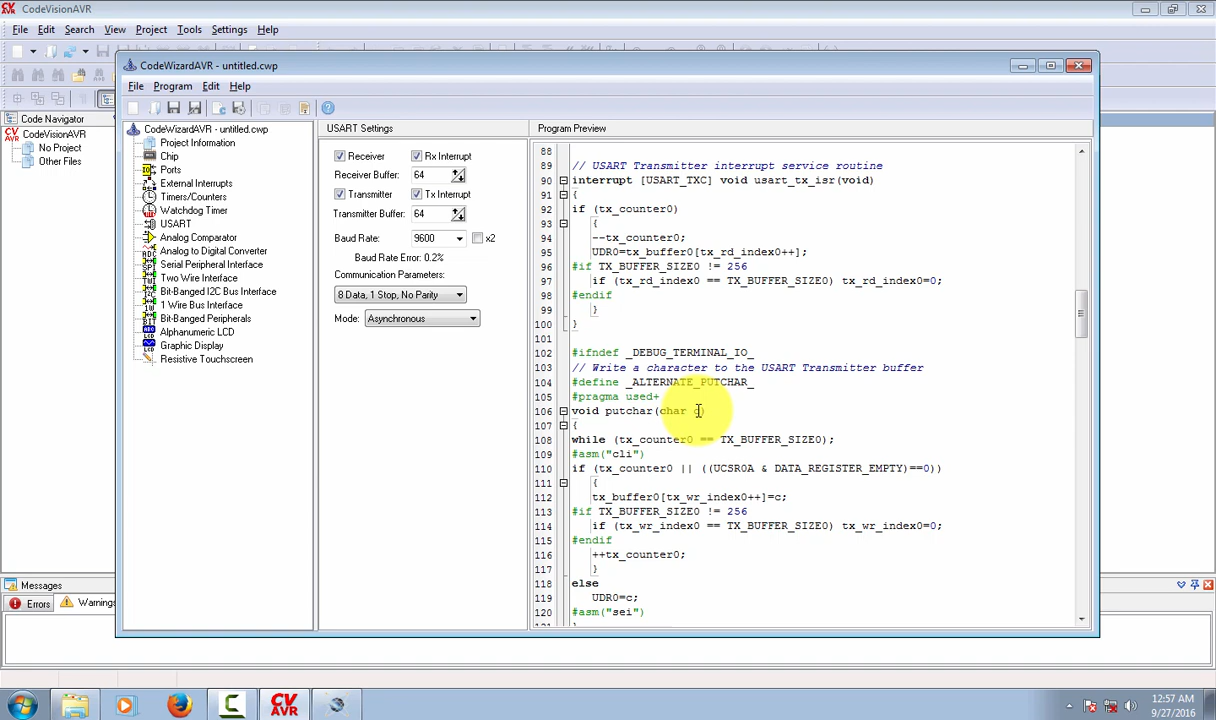 CodeVisionAVR
File Edit Search View Project Tools Settings Help
CodeWizardAVR - untitled.cwp
File Program Edit Help
Code Navigator
CodeVisionAVR
No Project
Other Files
CodeWizardAVR - untitled.cwp
Project Information
Chip
Ports
External Interrupts
Timers/Counters
Watchdog Timer
USART
Analog Comparator
Analog to Digital Converter
Serial Peripheral Interface
Two Wire Interface
Bit-Banged I2C Bus Interface
1 Wire Bus Interface
Bit-Banged Peripherals
Alphanumeric LCD
Graphic Display
Resistive Touchscreen
USART Settings
Receiver Rx Interrupt
Receiver Buffer: 64
Transmitter Tx Interrupt
Transmitter Buffer: 64
Baud Rate: 9600 x2
Baud Rate Error: 0.2%
Communication Parameters:
8 Data, 1 Stop, No Parity
Mode: Asynchronous
Program Preview
88
89 // USART Transmitter interrupt service routine
90 interrupt [USART_TXC] void usart_tx_isr(void)
91 {
92 if (tx_counter0)
93 {
94 --tx_counter0;
95 UDR0=tx_buffer0[tx_rd_index0++];
96 #if TX_BUFFER_SIZE0 != 256
97 if (tx_rd_index0 == TX_BUFFER_SIZE0) tx_rd_index0=0;
98 #endif
99 }
100 }
101
102 #ifndef _DEBUG_TERMINAL_IO_
103 // Write a character to the USART Transmitter buffer
104 #define _ALTERNATE_PUTCHAR_
105 #pragma used+
106 void putchar(char c)
107 {
108 while (tx_counter0 == TX_BUFFER_SIZE0);
109 #asm("cli")
110 if (tx_counter0 || ((UCSR0A & DATA_REGISTER_EMPTY)==0))
111 {
112 tx_buffer0[tx_wr_index0++]=c;
113 #if TX_BUFFER_SIZE0 != 256
114 if (tx_wr_index0 == TX_BUFFER_SIZE0) tx_wr_index0=0;
115 #endif
116 ++tx_counter0;
117 }
118 else
119 UDR0=c;
120 #asm("sei")
Messages
Errors Warnings
CV
AVR
12:57 AM
9/27/2016